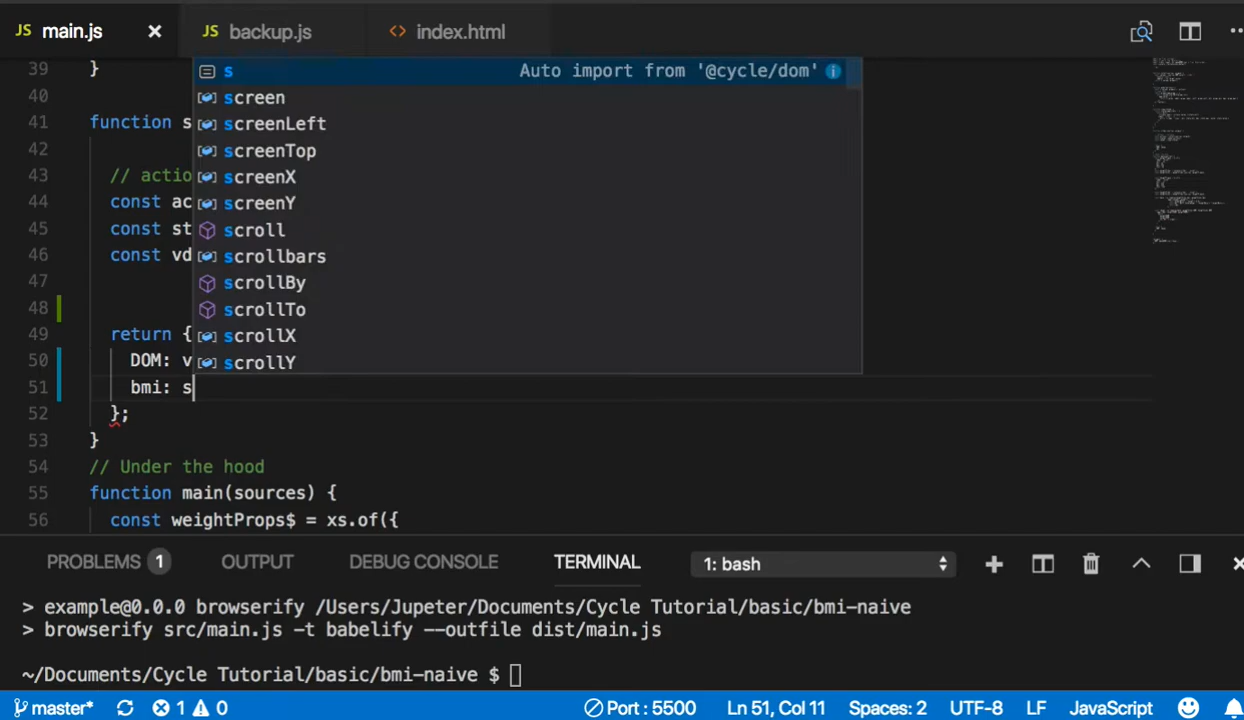 JS main.js × JS backup.js <> index.html
s Auto import from '@cycle/dom'
screen
screenLeft
screenTop
screenX
screenY
scroll
scrollbars
scrollBy
scrollTo
scrollX
scrollY
39 }
40
41 function s
42
43 // actio
44 const ac
45 const st
46 const vd
47
48
49 return {
50 DOM: v
51 bmi: s
52 };
53 }
54 // Under the hood
55 function main(sources) {
56 const weightProps$ = xs.of({
PROBLEMS 1 OUTPUT DEBUG CONSOLE TERMINAL 1: bash
> example@0.0.0 browserify /Users/Jupeter/Documents/Cycle Tutorial/basic/bmi-naive
> browserify src/main.js -t babelify --outfile dist/main.js
~/Documents/Cycle Tutorial/basic/bmi-naive $
master* 1 0 Port : 5500 Ln 51, Col 11 Spaces: 2 UTF-8 LF JavaScript